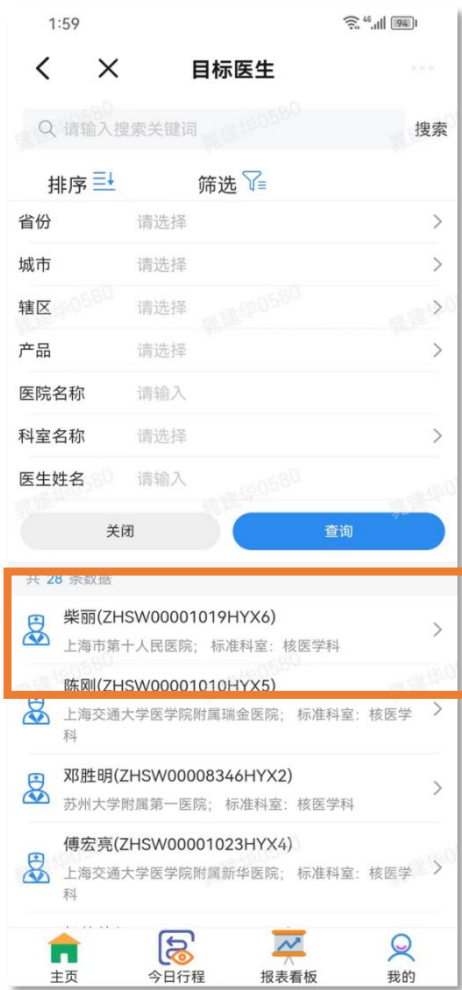 1:59
94
目标医生
请输入搜索关键词
搜索
排序
筛选
省份 请选择
城市 请选择
辖区 请选择
产品 请选择
医院名称 请输入
科室名称 请选择
医生姓名 请输入
关闭 查询
共 28 条数据
柴丽(ZHSW00001019HYX6)
上海市第十人民医院; 标准科室: 核医学科
陈刚(ZHSW00001010HYX5)
上海交通大学医学院附属瑞金医院; 标准科室: 核医学
科
邓胜明(ZHSW00008346HYX2)
苏州大学附属第一医院; 标准科室: 核医学科
傅宏亮(ZHSW00001023HYX4)
上海交通大学医学院附属新华医院; 标准科室: 核医学
科
主页 今日行程 报表看板 我的
晁建华0580